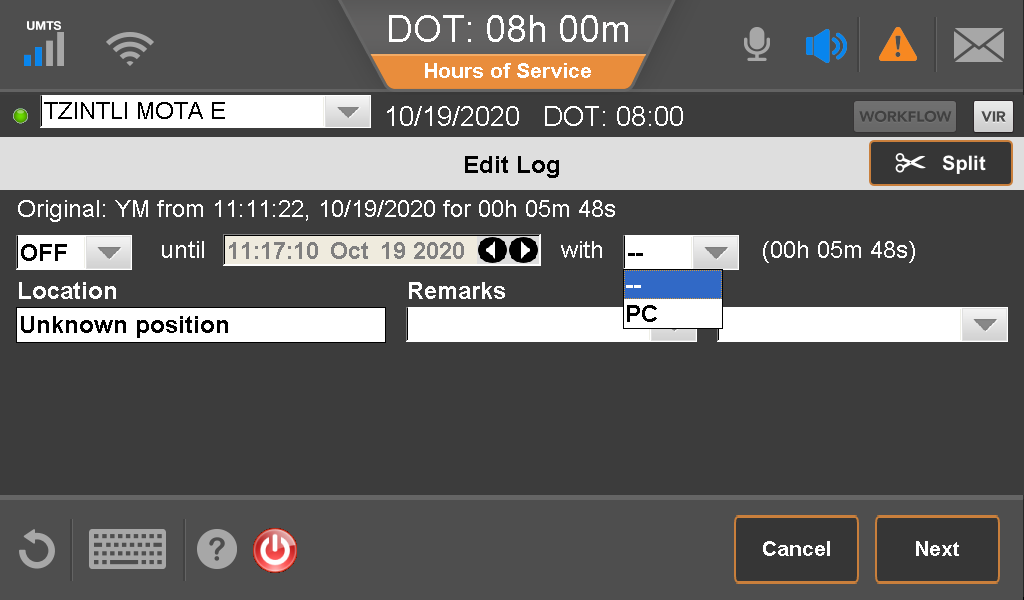 UMTS
DOT: 08h 00m
Hours of Service
TZINTLI MOTA E
10/19/2020 DOT: 08:00
WORKFLOW
VIR
Edit Log
Split
Original: YM from 11:11:22, 10/19/2020 for 00h 05m 48s
OFF until 11:17:10 Oct 19 2020 with -- (00h 05m 48s)
--
PC
Location
Remarks
Unknown position
?
Cancel
Next